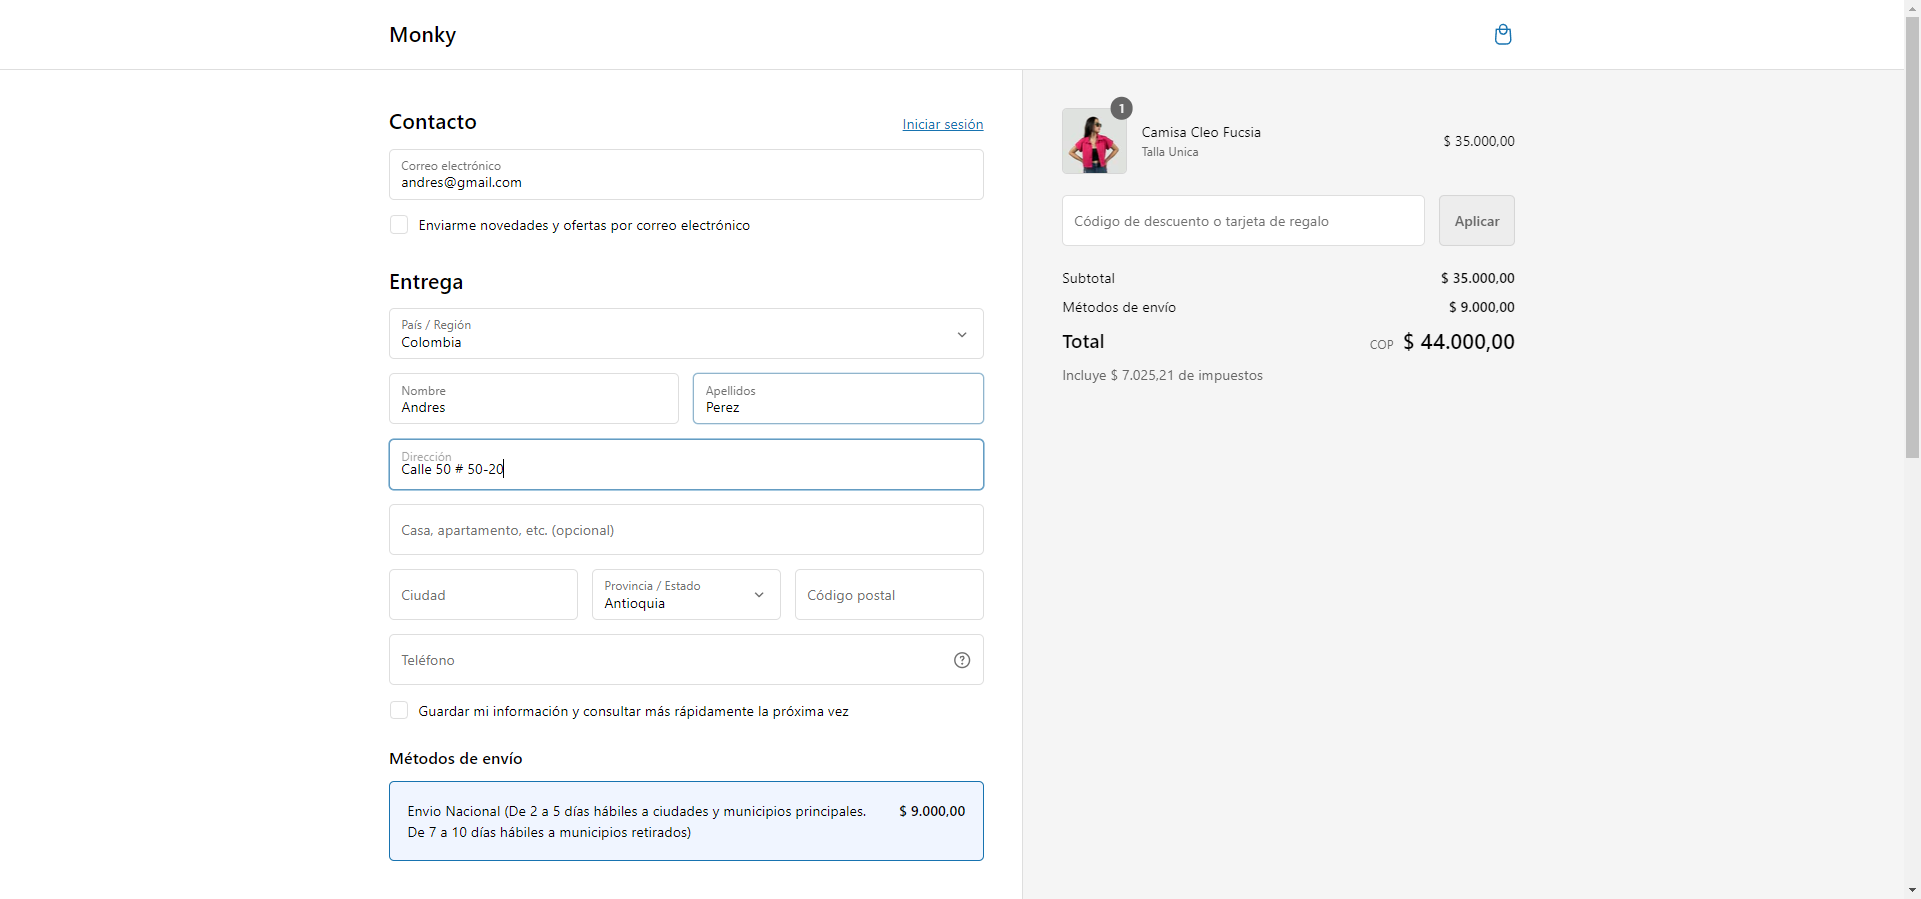 Monky
Contacto
Iniciar sesión
Correo electrónico
andres@gmail.com
Enviarme novedades y ofertas por correo electrónico
Entrega
País / Región
Colombia
Nombre
Andres
Apellidos
Perez
Dirección
Calle 50 # 50-20
Casa, apartamento, etc. (opcional)
Ciudad
Provincia / Estado
Antioquia
Código postal
Teléfono
?
Guardar mi información y consultar más rápidamente la próxima vez
Métodos de envío
Envio Nacional (De 2 a 5 días hábiles a ciudades y municipios principales.
De 7 a 10 días hábiles a municipios retirados)
$ 9.000,00
1
Camisa Cleo Fucsia
Talla Unica
$ 35.000,00
Código de descuento o tarjeta de regalo
Aplicar
Subtotal
$ 35.000,00
Métodos de envío
$ 9.000,00
Total
COP $ 44.000,00
Incluye $ 7.025,21 de impuestos